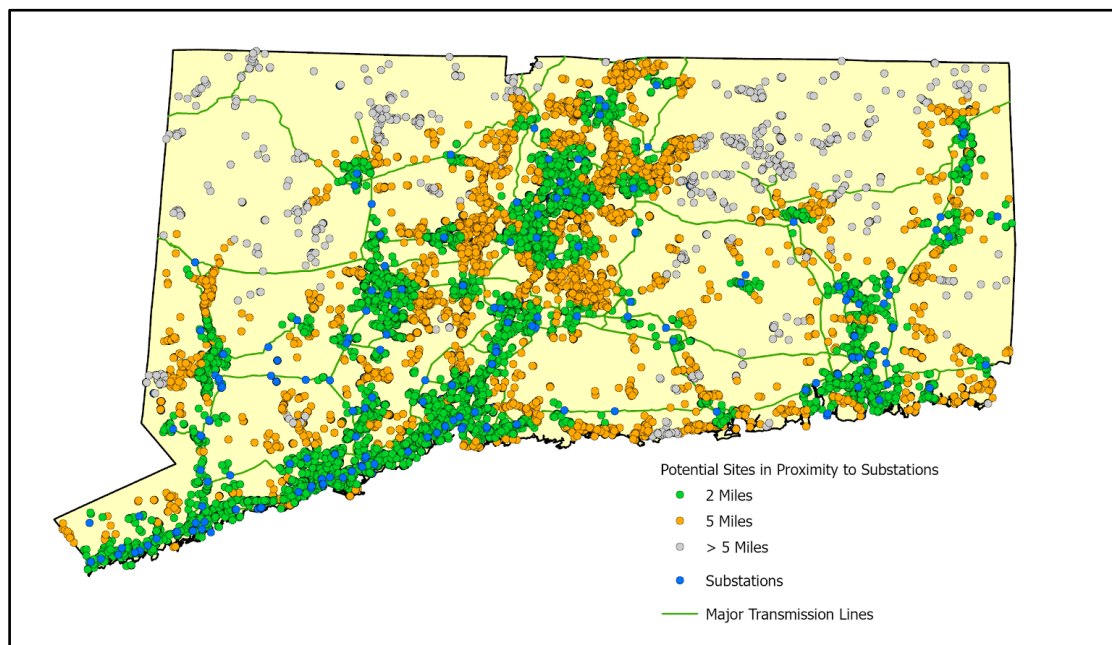 Potential Sites in Proximity to Substations
2 Miles
5 Miles
> 5 Miles
Substations
Major Transmission Lines